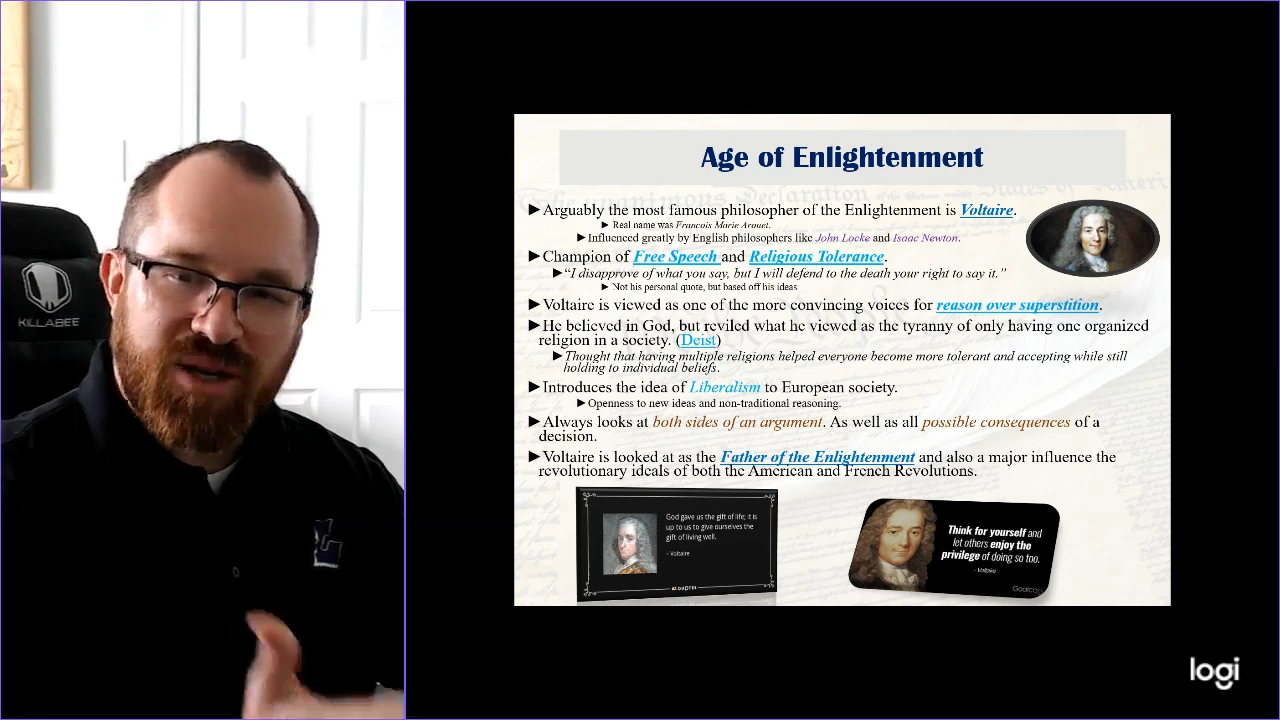 KILLABEE
Age of Enlightenment
►Arguably the most famous philosopher of the Enlightenment is Voltaire.
►Real name was Francois Marie Arouet.
►Influenced greatly by English philosophers like John Locke and Isaac Newton.
►Champion of Free Speech and Religious Tolerance.
►“I disapprove of what you say, but I will defend to the death your right to say it.”
►Not his personal quote, but based off his ideas
►Voltaire is viewed as one of the more convincing voices for reason over superstition.
►He believed in God, but reviled what he viewed as the tyranny of only having one organized
religion in a society. (Deist)
►Thought that having multiple religions helped everyone become more tolerant and accepting while still
holding to individual beliefs.
►Introduces the idea of Liberalism to European society.
►Openness to new ideas and non-traditional reasoning.
►Always looks at both sides of an argument. As well as all possible consequences of a
decision.
►Voltaire is looked at as the Father of the Enlightenment and also a major influence the
revolutionary ideals of both the American and French Revolutions.
God gave us the gift of life; it is
up to us to give ourselves the
gift of living well.
~ Voltaire
Think for yourself and
let others enjoy the
privilege of doing so too.
- Voltaire
logi